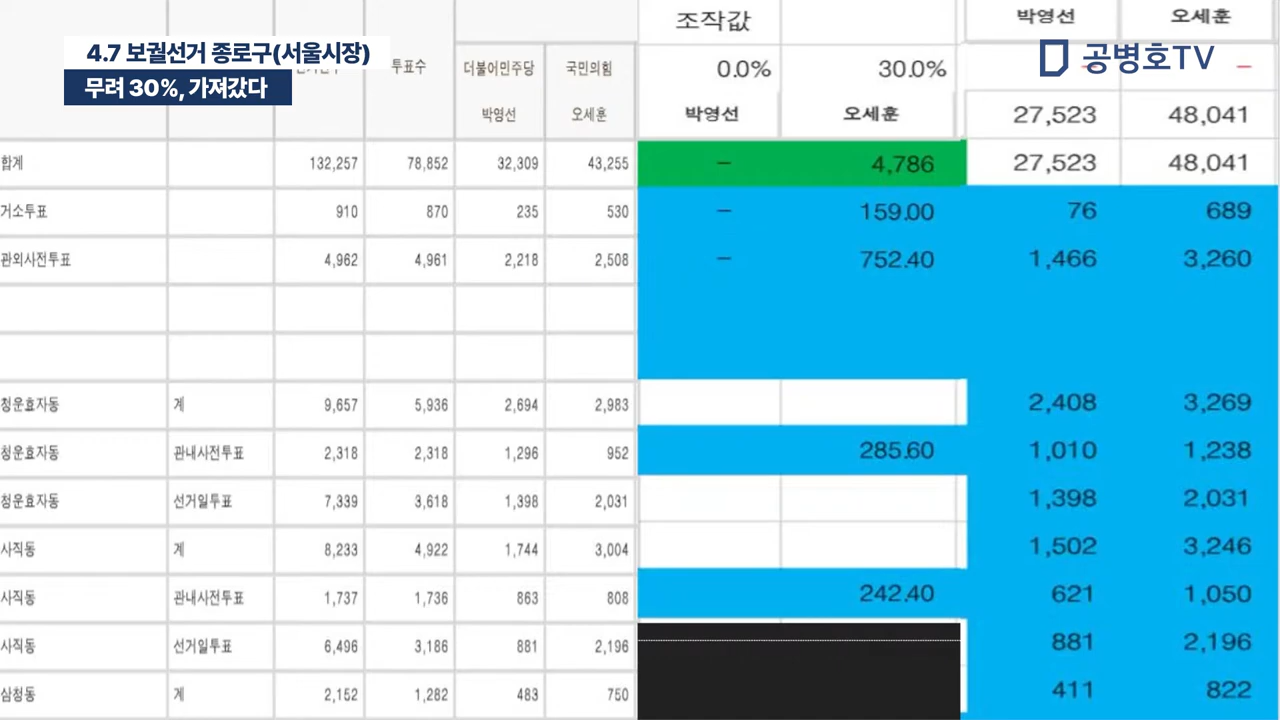 4.7 보궐선거 종로구(서울시장)
무려 30%, 가져갔다
공병호TV
투표수 더불어민주당 국민의힘
박영선 오세훈
조작값
0.0% 30.0%
박영선 오세훈
박영선 오세훈
–
27,523 48,041
합계 132,257 78,852 32,309 43,255 – 4,786 27,523 48,041
거소투표 910 870 235 530 – 159.00 76 689
관외사전투표 4,962 4,961 2,218 2,508 – 752.40 1,466 3,260
청운효자동 계 9,657 5,936 2,694 2,983 2,408 3,269
청운효자동 관내사전투표 2,318 2,318 1,296 952 285.60 1,010 1,238
청운효자동 선거일투표 7,339 3,618 1,398 2,031 1,398 2,031
사직동 계 8,233 4,922 1,744 3,004 1,502 3,246
사직동 관내사전투표 1,737 1,736 863 808 242.40 621 1,050
사직동 선거일투표 6,496 3,186 881 2,196 881 2,196
삼청동 계 2,152 1,282 483 750 411 822